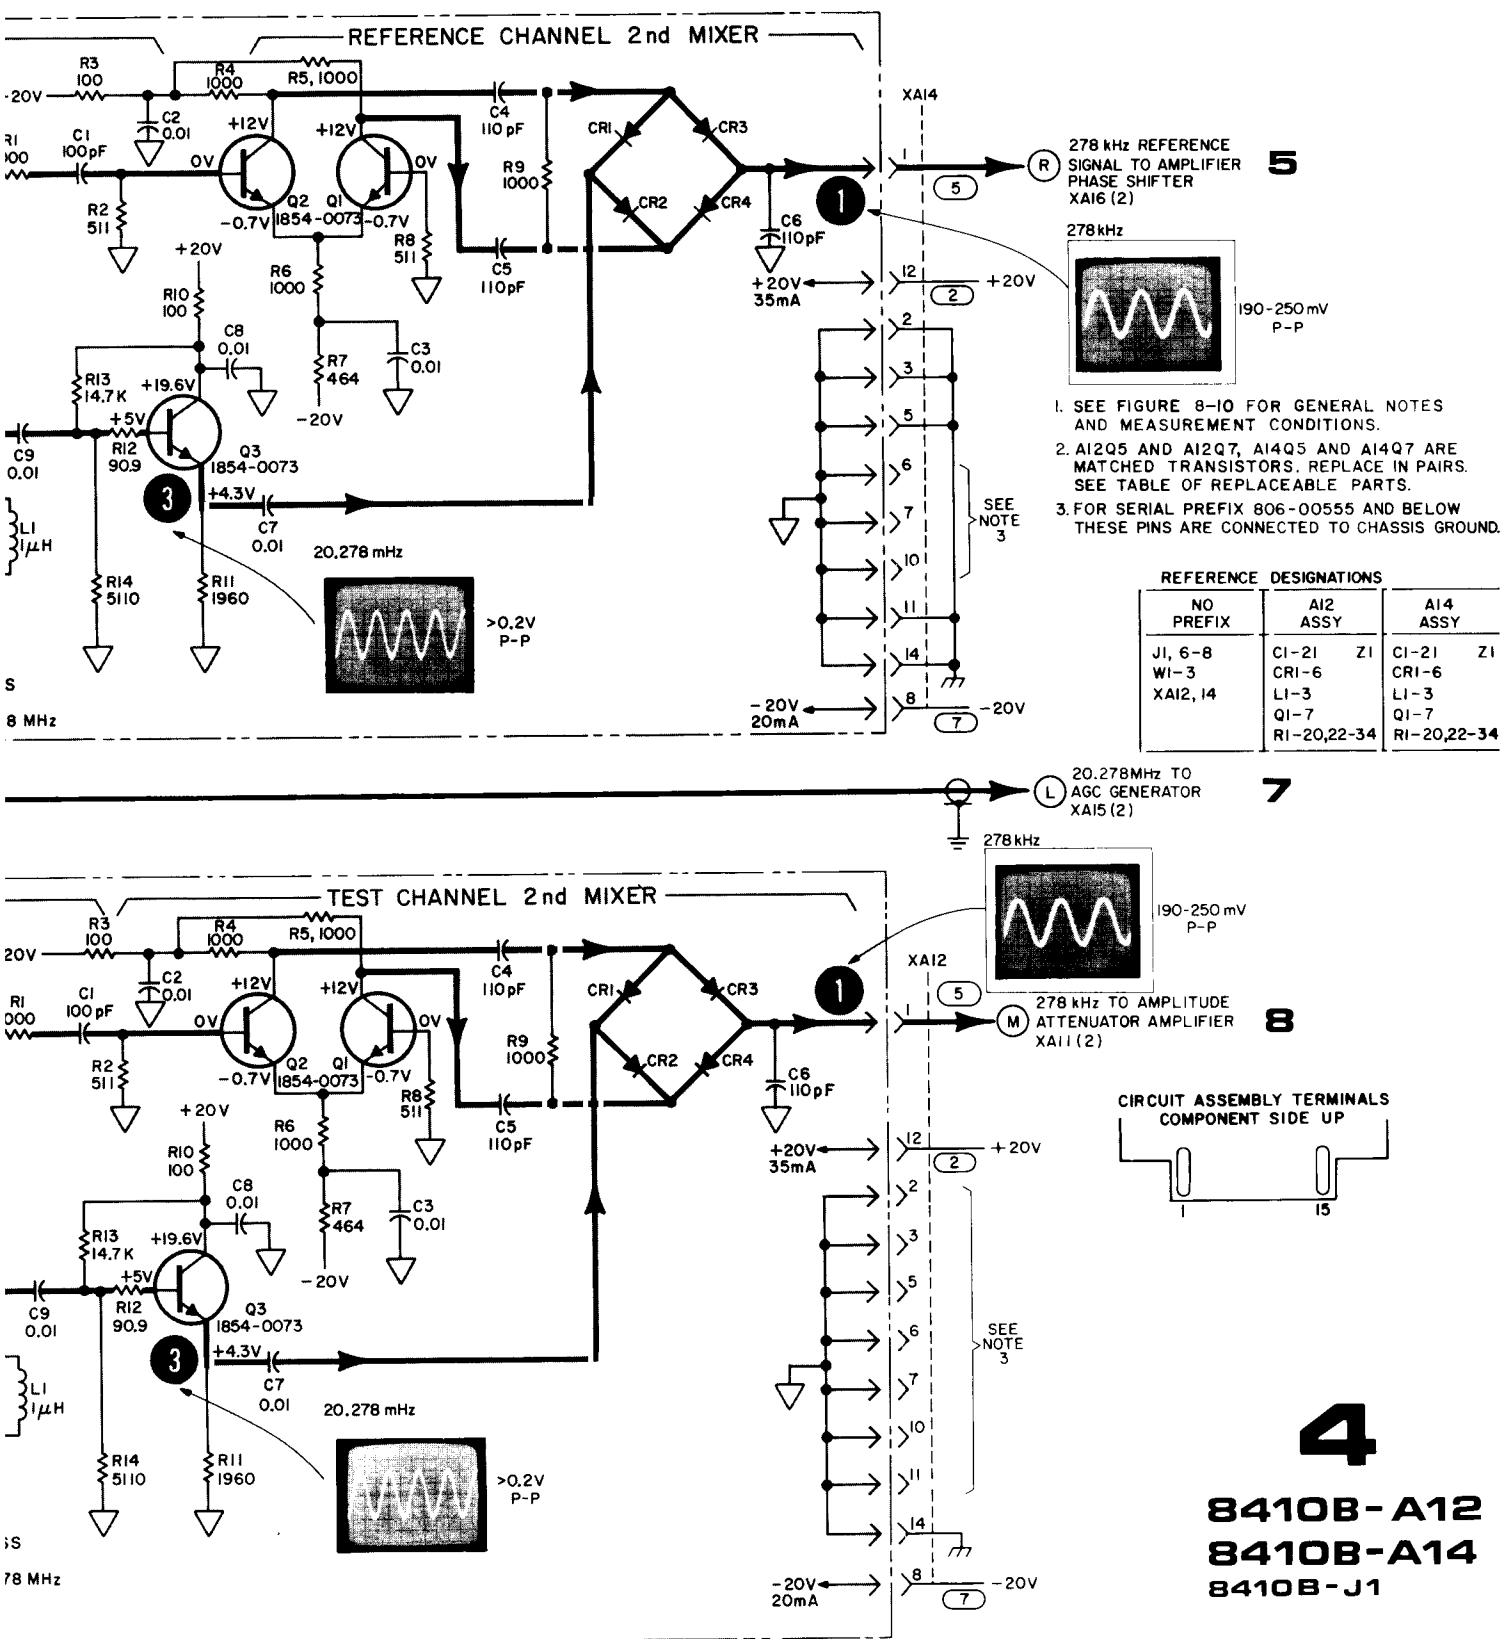 REFERENCE CHANNEL 2nd MIXER
R3
100
R4
1000
R5, 1000
-20V
C2
0.01
+12V
+12V
C4
110 pF
CR1
CR3
XA14
R1
000
C1
100pF
0V
0V
R9
1000
1
278 kHz REFERENCE
SIGNAL TO AMPLIFIER
PHASE SHIFTER
XA16 (2)
R
5
5
R2
511
-0.7V
Q2
Q1
1854-0073
-0.7V
CR2
CR4
1
C6
110pF
R8
511
278kHz
+20V
R6
1000
C5
110pF
+20V
35mA
12
2
+20V
R10
100
C8
0.01
R7
464
C3
0.01
2
190-250mV
P-P
-20V
3
R13
14.7K
+19.6V
+5V
R12
90.9
Q3
1854-0073
C9
0.01
5
6
7
10
11
14
SEE
NOTE
3
1. SEE FIGURE 8-10 FOR GENERAL NOTES
AND MEASUREMENT CONDITIONS.
2. A12Q5 AND A12Q7, A14Q5 AND A14Q7 ARE
MATCHED TRANSISTORS. REPLACE IN PAIRS.
SEE TABLE OF REPLACEABLE PARTS.
3. FOR SERIAL PREFIX 806-00555 AND BELOW
THESE PINS ARE CONNECTED TO CHASSIS GROUND.
3
+4.3V
C7
0.01
L1
1µH
20.278 mHz
R14
5110
R11
1960
>0.2V
P-P
REFERENCE DESIGNATIONS
NO
PREFIX
A12
ASSY
A14
ASSY
J1, 6-8
C1-21 Z1
C1-21 Z1
W1-3
CR1-6
CR1-6
XA12, 14
L1-3
L1-3
Q1-7
Q1-7
R1-20,22-34
R1-20,22-34
S
8 MHz
-20V
20mA
8
7
-20V
L
20.278MHz TO
AGC GENERATOR
XA15 (2)
7
278kHz
TEST CHANNEL 2nd MIXER
R3
100
R4
1000
R5, 1000
190-250mV
P-P
20V
C2
0.01
+12V
+12V
C4
110pF
CR1
CR3
1
XA12
5
R1
000
C1
100pF
0V
0V
R9
1000
1
M
278 kHz TO AMPLITUDE
ATTENUATOR AMPLIFIER
XA11 (2)
8
R2
511
-0.7V
Q2
Q1
1854-0073
-0.7V
CR2
CR4
C6
110pF
R8
511
+20V
R6
1000
C5
110pF
CIRCUIT ASSEMBLY TERMINALS
COMPONENT SIDE UP
1
15
+20V
35mA
12
2
+20V
R10
100
C8
0.01
R7
464
C3
0.01
-20V
R13
14.7K
+19.6V
+5V
R12
90.9
Q3
1854-0073
C9
0.01
2
3
5
6
7
10
11
14
SEE
NOTE
3
3
+4.3V
C7
0.01
L1
1µH
20.278 mHz
R14
5110
R11
1960
>0.2V
P-P
SS
78 MHz
-20V
20mA
8
7
-20V
4
8410B-A12
8410B-A14
8410B-J1